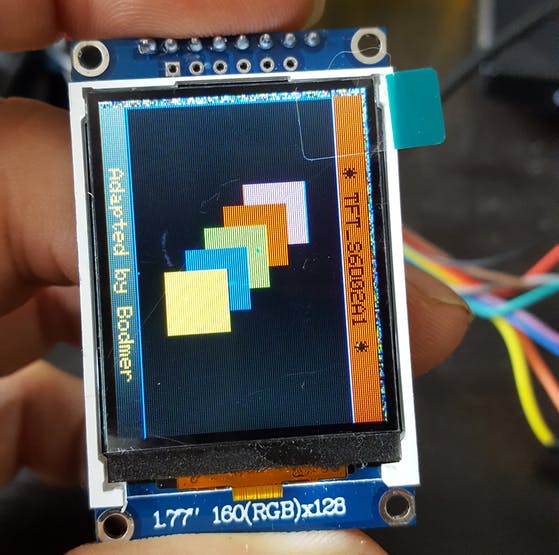 * TFT_S6D02A1 *
Adapted by Bodmer
1.77' 160(RGB)x128